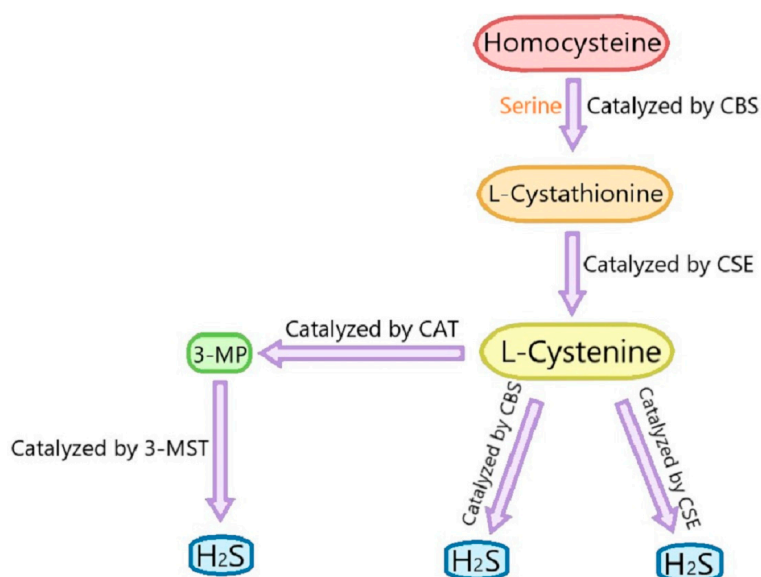 Homocysteine
Serine Catalyzed by CBS
L-Cystathionine
Catalyzed by CSE
Catalyzed by CAT
3-MP
L-Cystenine
Catalyzed by 3-MST
Catalyzed by CBS
Catalyzed by CSE
H₂S
H₂S
H₂S